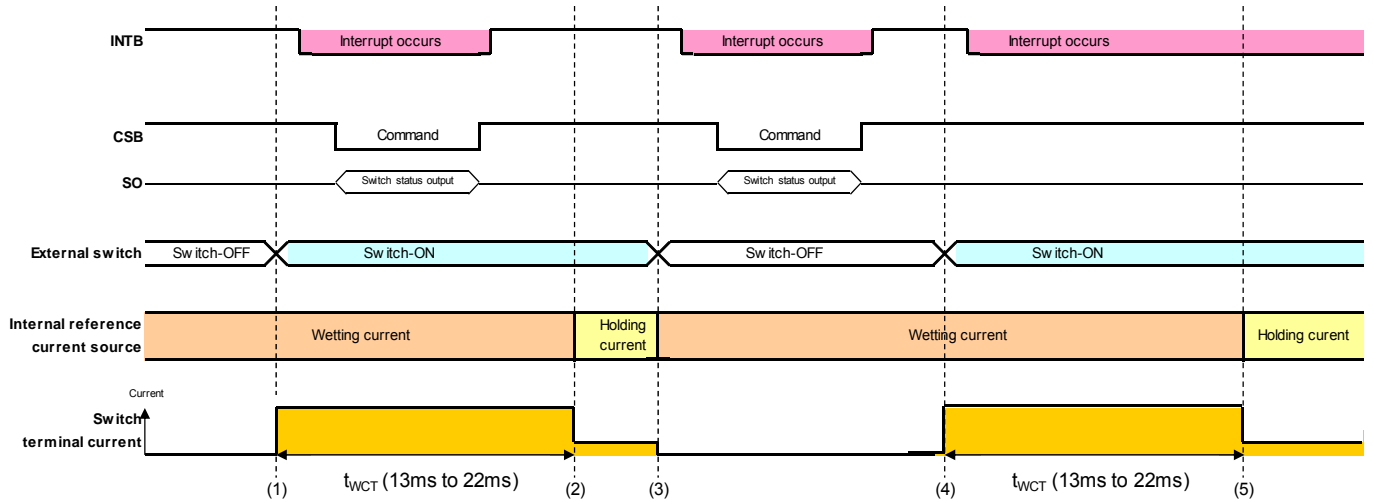 INTB
Interrupt occurs
Interrupt occurs
Interrupt occurs
CSB
Command
Command
SO
Switch status output
Switch status output
External switch
Switch-OFF
Switch-ON
Switch-OFF
Switch-ON
Internal reference
current source
Wetting current
Holding
current
Wetting current
Holding curent
Current
Switch
terminal current
(1)
tWCT (13ms to 22ms)
(2)
(3)
(4)
tWCT (13ms to 22ms)
(5)